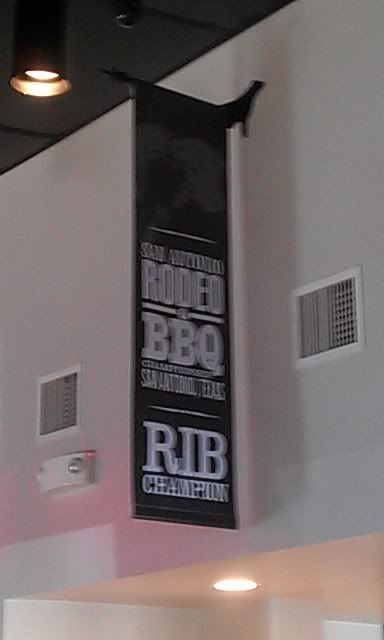 SAN ANTONIO
RODEO
BBQ
CHAMPIONSHIP
SAN ANTONIO, TEXAS
RIB
CHAMPION